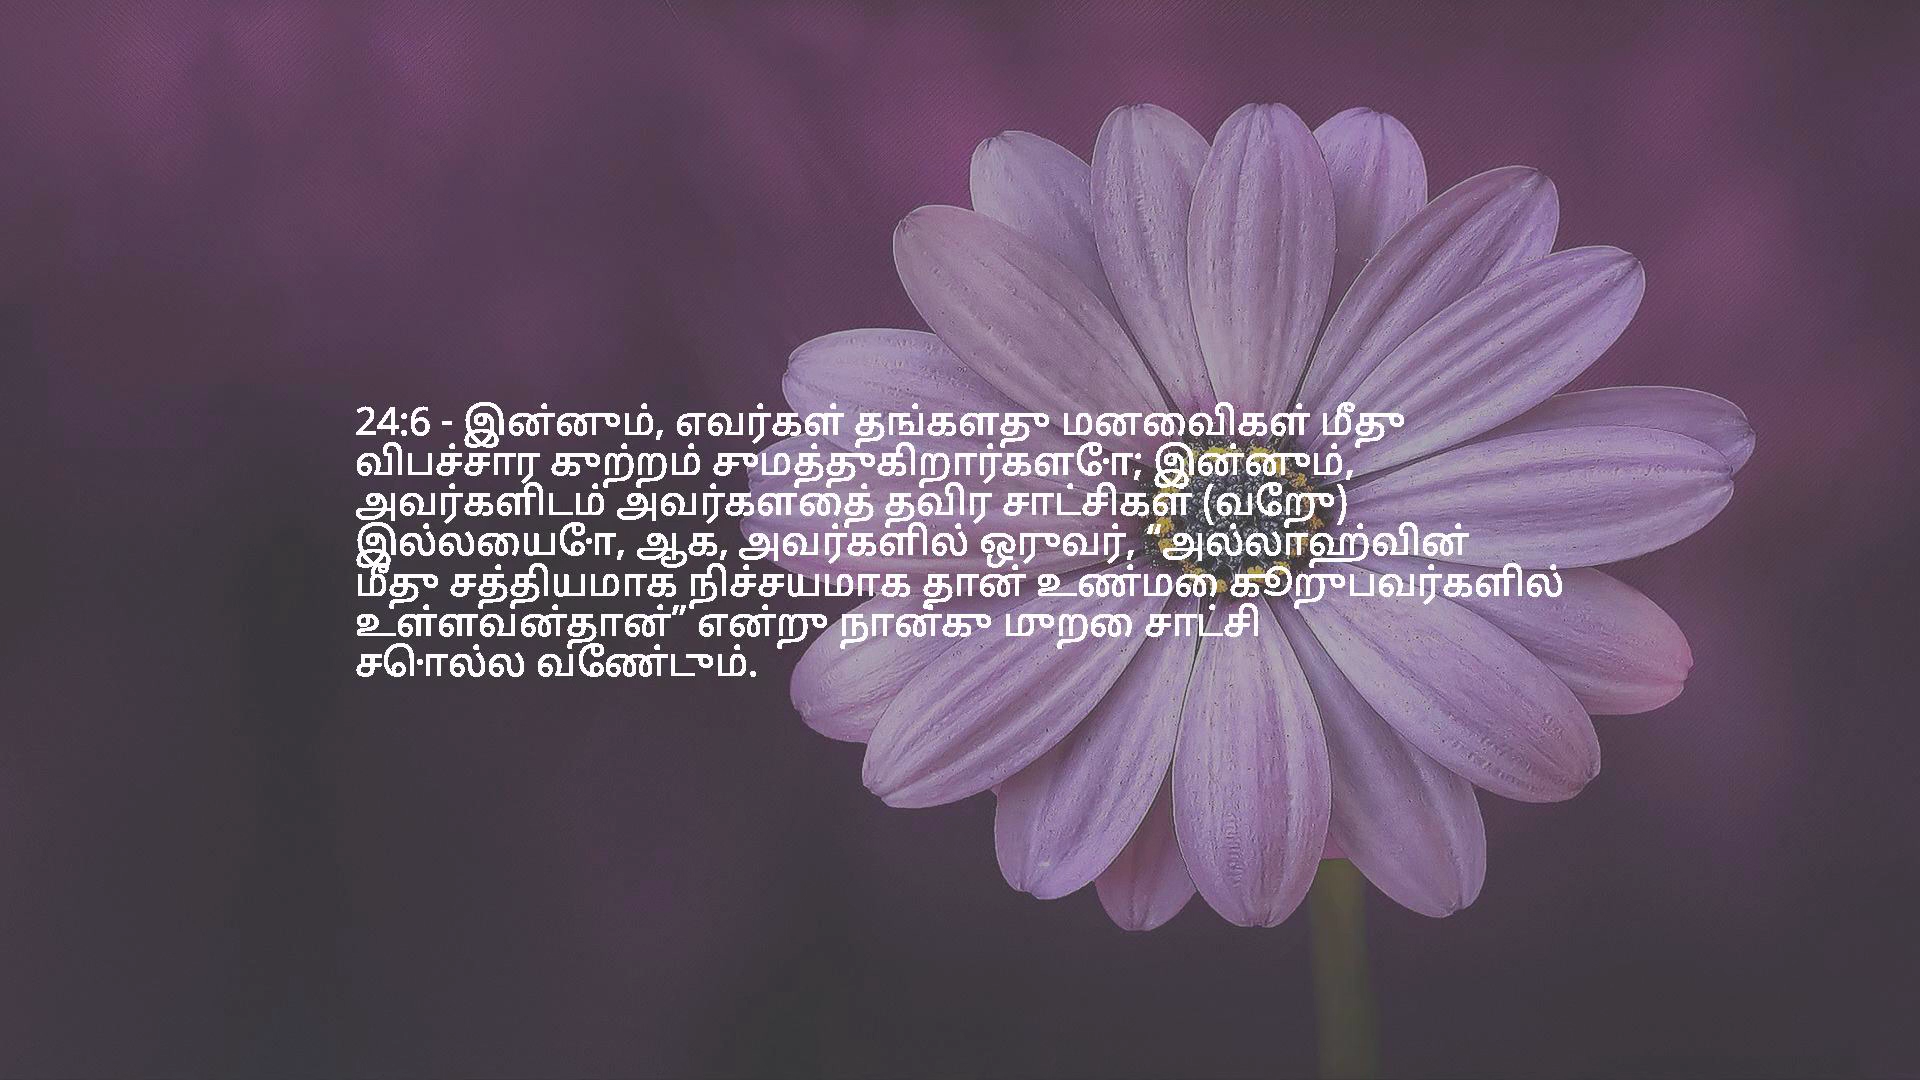 24:6 - இன்னும், எவர்கள் தங்களது மனைவிகள் மீது
விபச்சார குற்றம் சுமத்துகிறார்களோ; இன்னும்,
அவர்களிடம் அவர்களைத் தவிர சாட்சிகள் (வேறு)
இல்லையோ, ஆக, அவர்களில் ஒருவர், “அல்லாஹ்வின்
மீது சத்தியமாக நிச்சயமாக தான் உண்மை கூறுபவர்களில்
உள்ளவன்தான்” என்று நான்கு முறை சாட்சி
சொல்ல வேண்டும்.